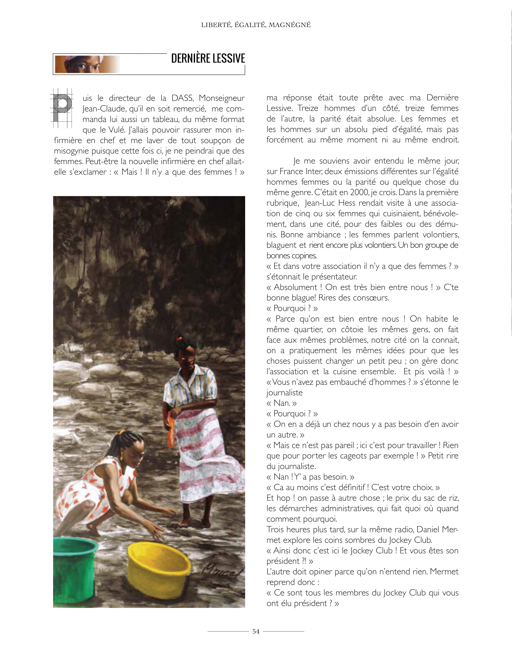 LIBERTÉ, ÉGALITÉ, MAGNÉGNÉ
DERNIÈRE LESSIVE
Puis le directeur de la DASS, Monseigneur
Jean-Claude, qu'il en soit remercié, me com-
manda lui aussi un tableau, du même format
que le Vulé. J'allais pouvoir rassurer mon in-
firmière en chef et me laver de tout soupçon de
misogynie puisque cette fois ci, je ne peindrai que des
femmes. Peut-être la nouvelle infirmière en chef allait-
elle s'exclamer : « Mais ! Il n'y a que des femmes ! »
ma réponse était toute prête avec ma Dernière
Lessive. Treize hommes d'un côté, treize femmes
de l'autre, la parité était absolue. Les femmes et
les hommes sur un absolu pied d'égalité, mais pas
forcément au même moment ni au même endroit.
Je me souviens avoir entendu le même jour,
sur France Inter, deux émissions différentes sur l'égalité
hommes femmes ou la parité ou quelque chose du
même genre. C'était en 2000, je crois. Dans la première
rubrique, Jean-Luc Hess rendait visite à une associa-
tion de cinq ou six femmes qui cuisinaient, bénévole-
ment, dans une cité, pour des faibles ou des dému-
nis. Bonne ambiance ; les femmes parlent volontiers,
blaguent et rient encore plus volontiers. Un bon groupe de
bonnes copines.
« Et dans votre association il n'y a que des femmes ? »
s'étonnait le présentateur.
« Absolument ! On est très bien entre nous ! » C'te
bonne blague! Rires des consœurs.
« Pourquoi ? »
« Parce qu'on est bien entre nous ! On habite le
même quartier, on côtoie les mêmes gens, on fait
face aux mêmes problèmes, notre cité on la connait,
on a pratiquement les mêmes idées pour que les
choses puissent changer un petit peu ; on gère donc
l'association et la cuisine ensemble. Et pis voilà ! »
« Vous n'avez pas embauché d'hommes ? » s'étonne le
journaliste
« Nan. »
« Pourquoi ? »
« On en a déjà un chez nous y a pas besoin d'en avoir
un autre. »
« Mais ce n'est pas pareil ; ici c'est pour travailler ! Rien
que pour porter les cageots par exemple ! » Petit rire
du journaliste.
« Nan ! Y' a pas besoin. »
« Ca au moins c'est définitif ! C'est votre choix. »
Et hop ! on passe à autre chose ; le prix du sac de riz,
les démarches administratives, qui fait quoi où quand
comment pourquoi.
Trois heures plus tard, sur la même radio, Daniel Mer-
met explore les coins sombres du Jockey Club.
« Ainsi donc c'est ici le Jockey Club ! Et vous êtes son
président ?! »
L'autre doit opiner parce qu'on n'entend rien. Mermet
reprend donc :
« Ce sont tous les membres du Jockey Club qui vous
ont élu président ? »
54